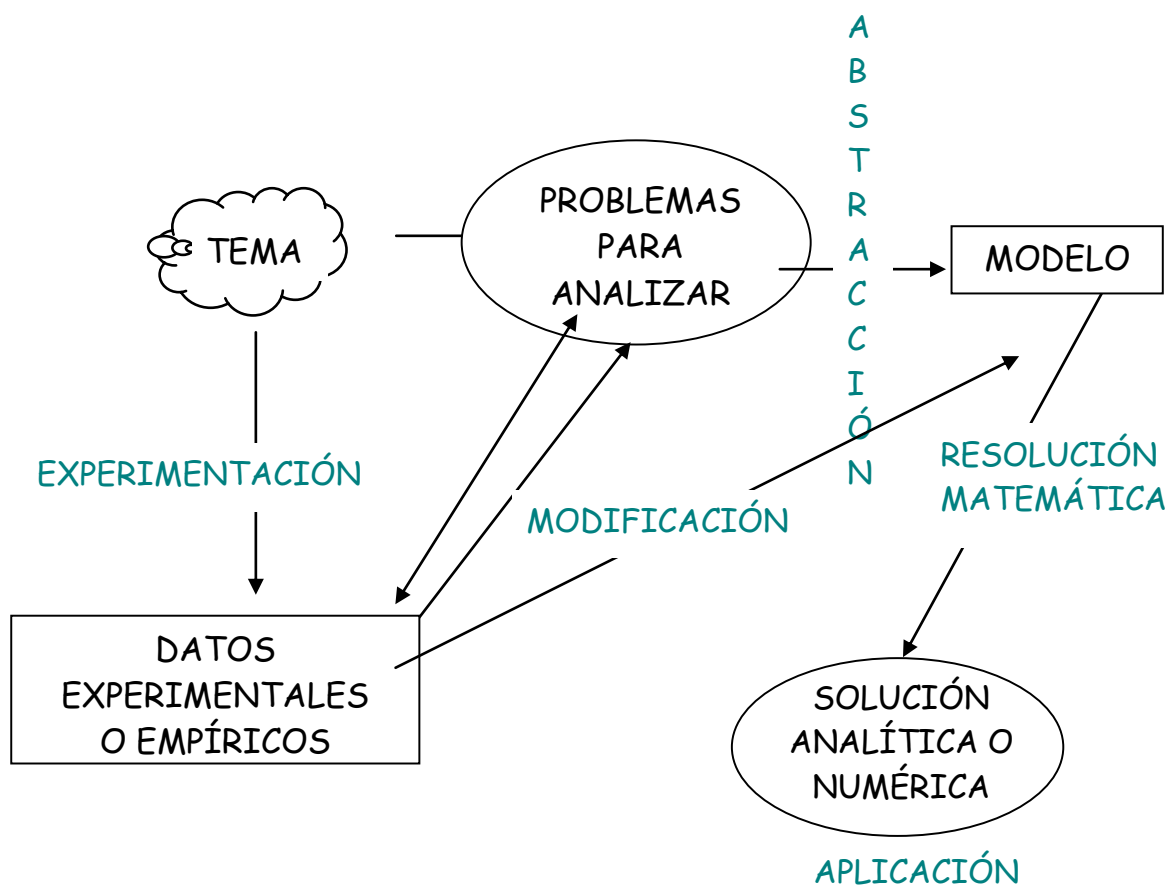 ABSTRACCIÓN
PROBLEMAS
PARA
ANALIZAR
TEMA
MODELO
EXPERIMENTACIÓN
MODIFICACIÓN
RESOLUCIÓN
MATEMÁTICA
DATOS
EXPERIMENTALES
O EMPÍRICOS
SOLUCIÓN
ANALÍTICA O
NUMÉRICA
APLICACIÓN